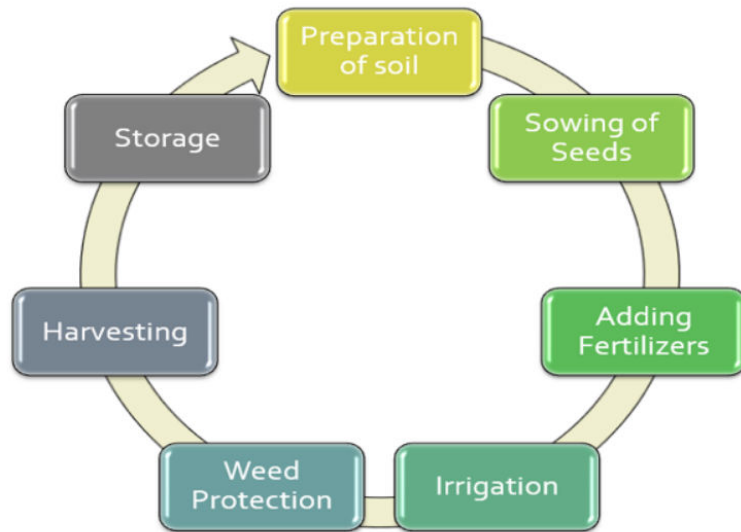 Preparation
of soil
Sowing of
Seeds
Adding
Fertilizers
Irrigation
Weed
Protection
Harvesting
Storage